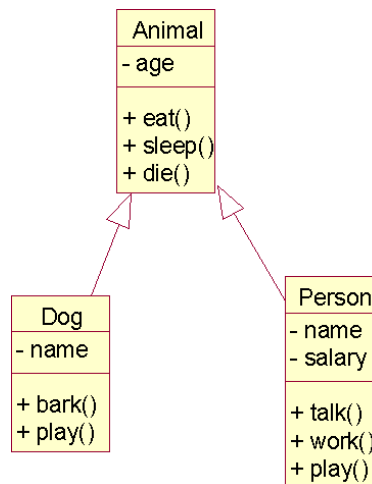 Animal
- age
+ eat()
+ sleep()
+ die()
Dog
- name
+ bark()
+ play()
Person
- name
- salary
+ talk()
+ work()
+ play()